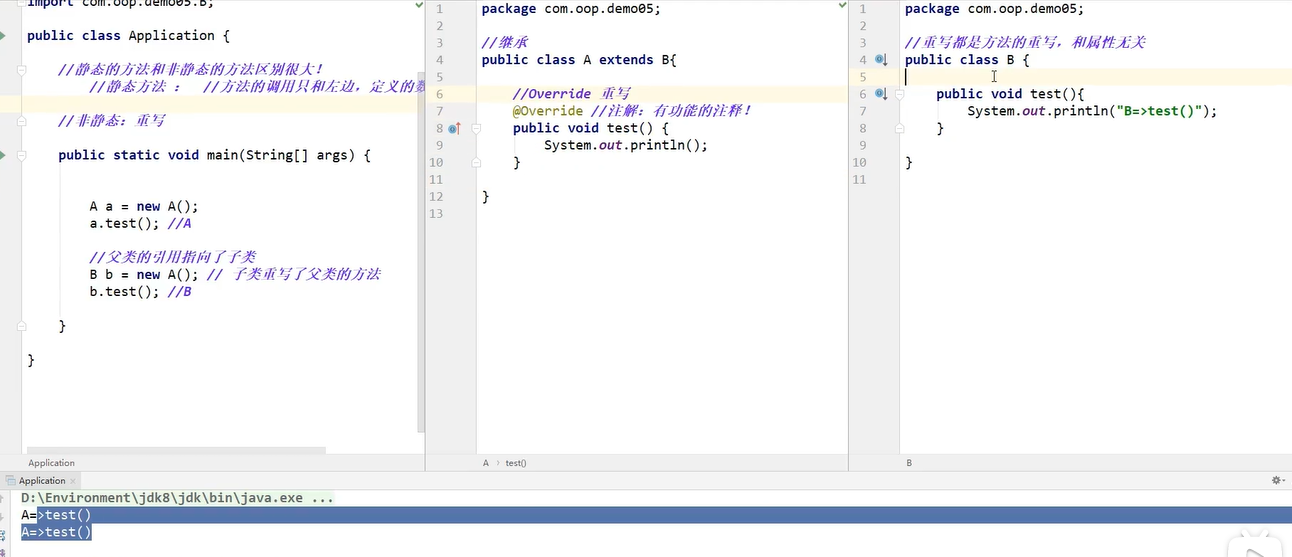 import com.oop.demo05.B;
public class Application {
//静态的方法和非静态的方法区别很大!
//静态方法 : //方法的调用只和左边，定义的数
//非静态：重写
public static void main(String[] args) {
A a = new A();
a.test(); //A
//父类的引用指向了子类
B b = new A(); // 子类重写了父类的方法
b.test(); //B
}
}
Application
1
2
3
4
5
6
7
8
9
10
11
12
13
package com.oop.demo05;
//继承
public class A extends B{
//Override 重写
@Override //注解：有功能的注释!
public void test() {
System.out.println();
}
}
A › test()
1
2
3
4
5
6
7
8
9
10
11
package com.oop.demo05;
//重写都是方法的重写，和属性无关
public class B {
public void test(){
System.out.println("B=>test()");
}
}
B
Application ×
D:\Environment\jdk8\jdk\bin\java.exe ...
A=>test()
A=>test()